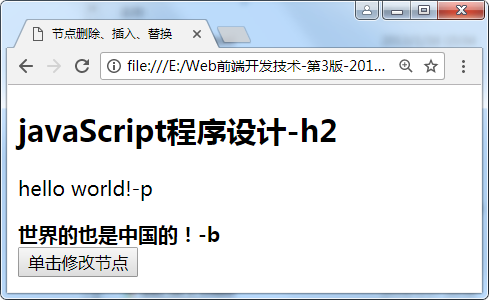 节点删除、插入、替换
file:///E:/Web前端开发技术-第3版-201...
javaScript程序设计-h2
hello world!-p
世界的也是中国的！-b
单击修改节点